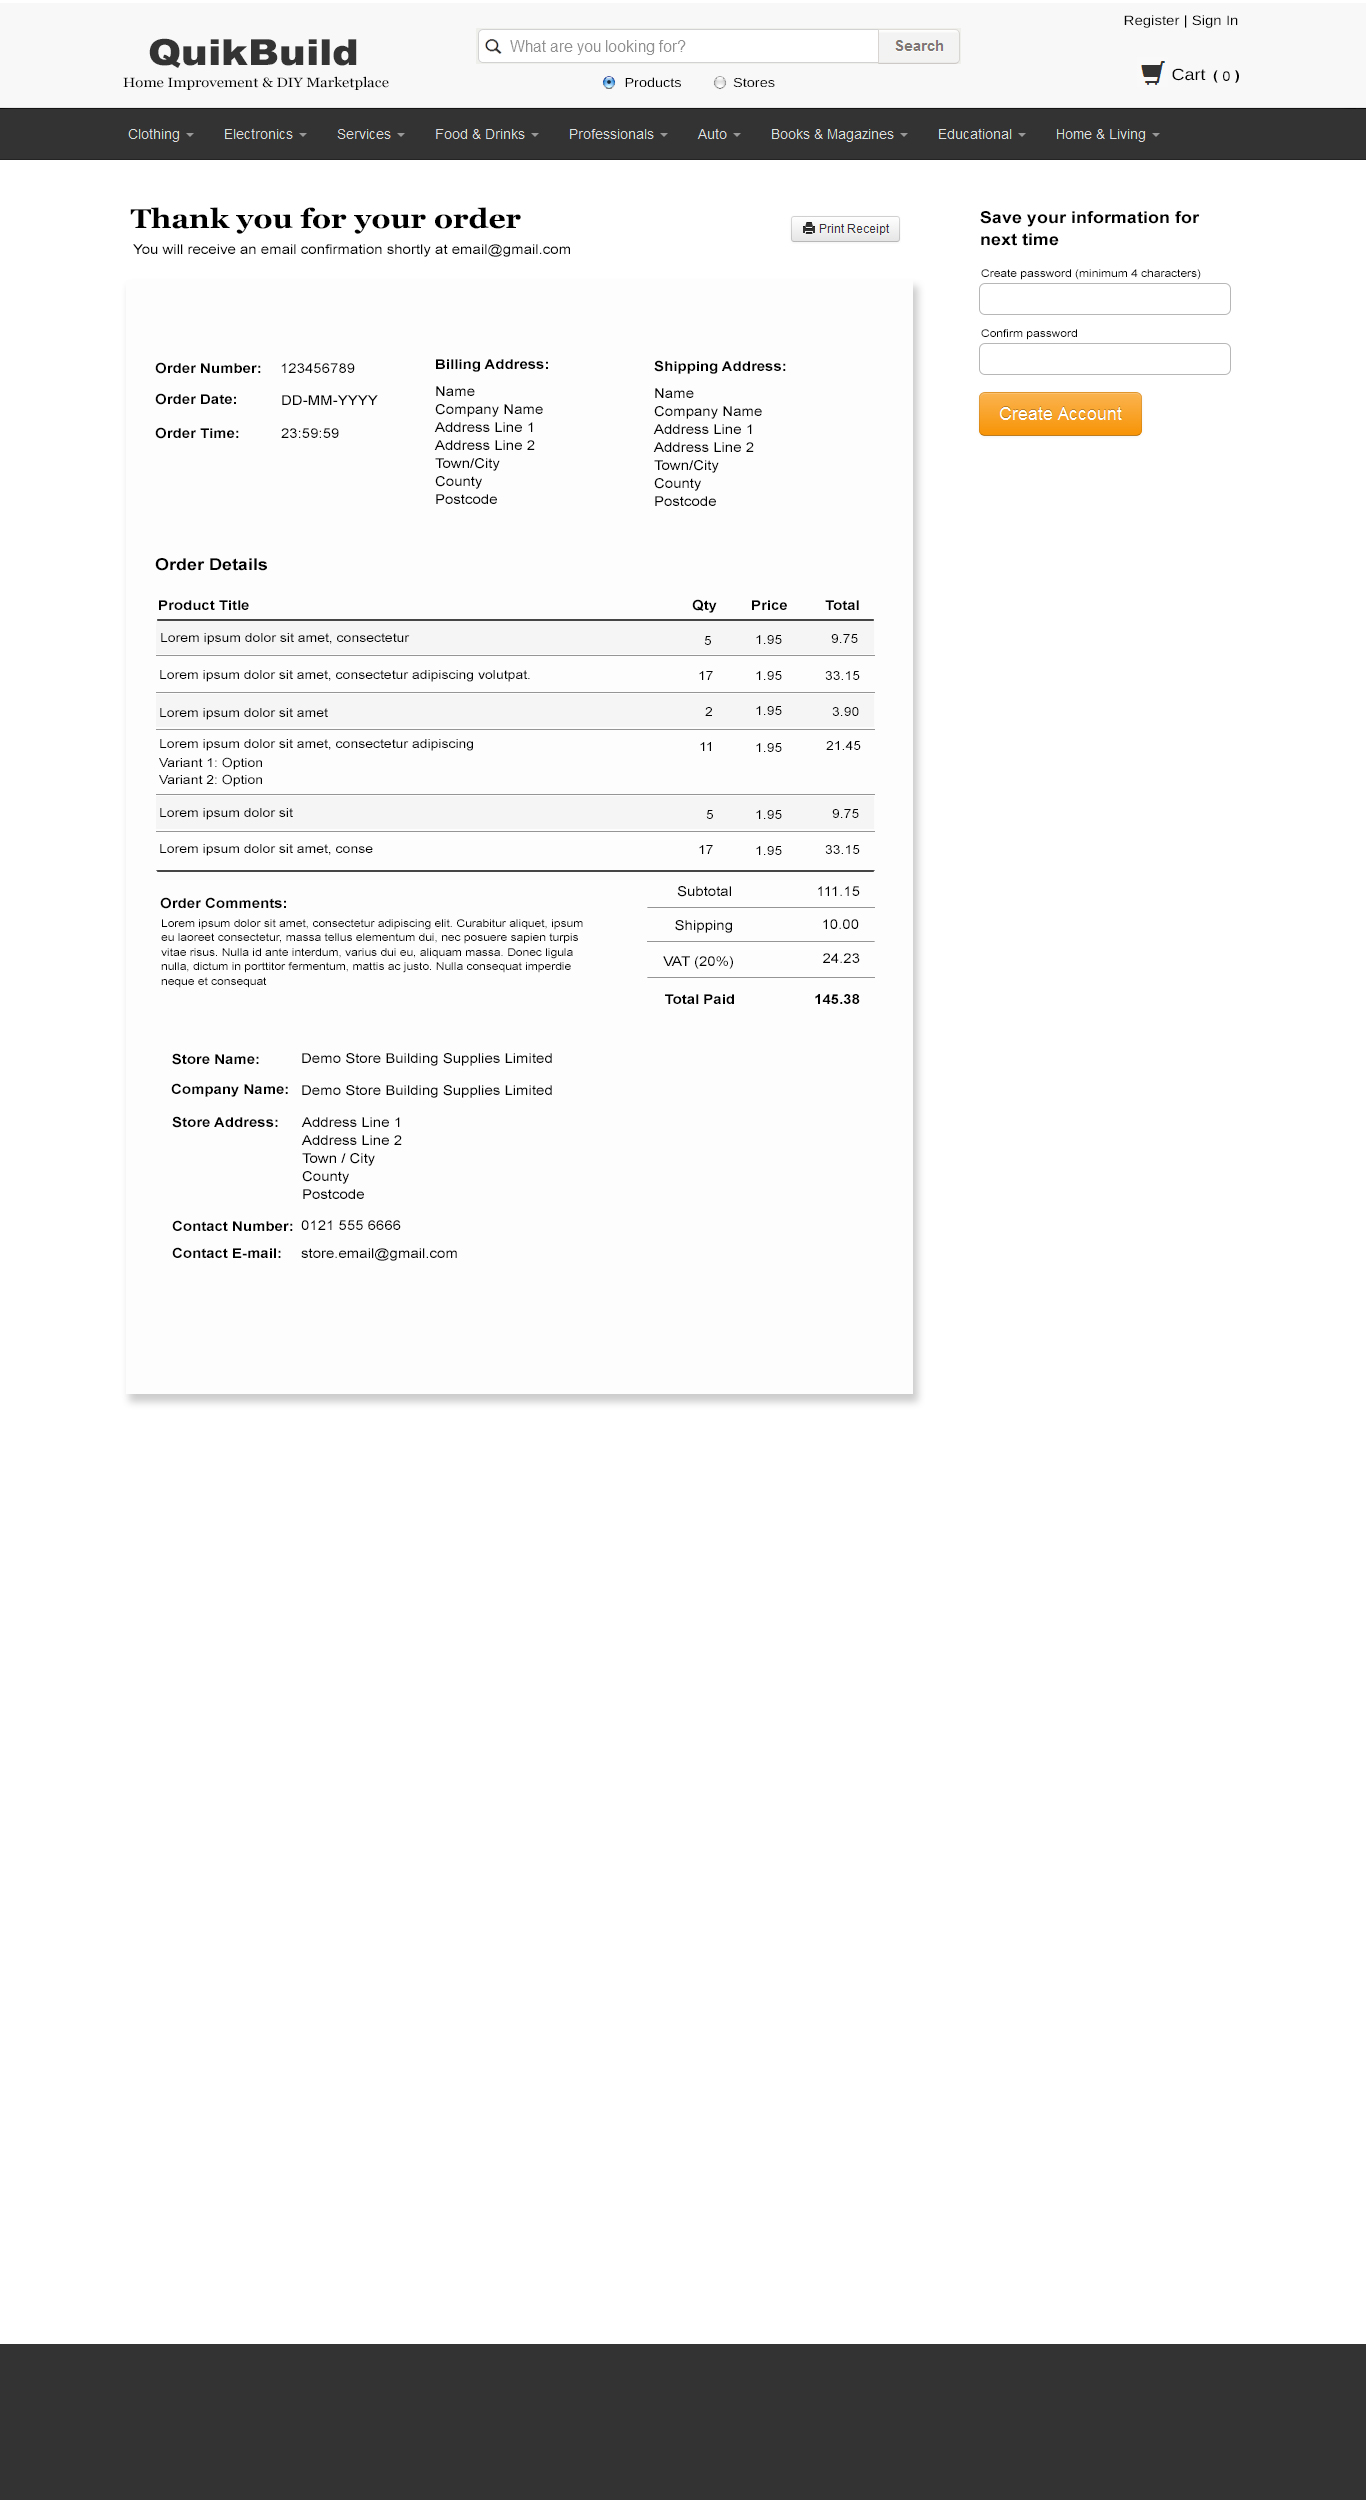 Register | Sign In
QuikBuild
Home Improvement & DIY Marketplace
What are you looking for?
Search
Products
Stores
Cart ( 0 )
Clothing Electronics Services Food & Drinks Professionals Auto Books & Magazines Educational Home & Living
Thank you for your order
You will receive an email confirmation shortly at email@gmail.com
Print Receipt
Save your information for
next time
Create password (minimum 4 characters)
Confirm password
Create Account
Order Number: 123456789
Order Date: DD-MM-YYYY
Order Time: 23:59:59
Billing Address:
Name
Company Name
Address Line 1
Address Line 2
Town/City
County
Postcode
Shipping Address:
Name
Company Name
Address Line 1
Address Line 2
Town/City
County
Postcode
Order Details
Product Title Qty Price Total
Lorem ipsum dolor sit amet, consectetur 5 1.95 9.75
Lorem ipsum dolor sit amet, consectetur adipiscing volutpat. 17 1.95 33.15
Lorem ipsum dolor sit amet 2 1.95 3.90
Lorem ipsum dolor sit amet, consectetur adipiscing 11 1.95 21.45
Variant 1: Option
Variant 2: Option
Lorem ipsum dolor sit 5 1.95 9.75
Lorem ipsum dolor sit amet, conse 17 1.95 33.15
Subtotal 111.15
Shipping 10.00
VAT (20%) 24.23
Total Paid 145.38
Order Comments:
Lorem ipsum dolor sit amet, consectetur adipiscing elit. Curabitur aliquet, ipsum
eu laoreet consectetur, massa tellus elementum dui, nec posuere sapien turpis
vitae risus. Nulla id ante interdum, varius dui eu, aliquam massa. Donec ligula
nulla, dictum in porttitor fermentum, mattis ac justo. Nulla consequat imperdie
neque et consequat
Store Name: Demo Store Building Supplies Limited
Company Name: Demo Store Building Supplies Limited
Store Address: Address Line 1
Address Line 2
Town / City
County
Postcode
Contact Number: 0121 555 6666
Contact E-mail: store.email@gmail.com